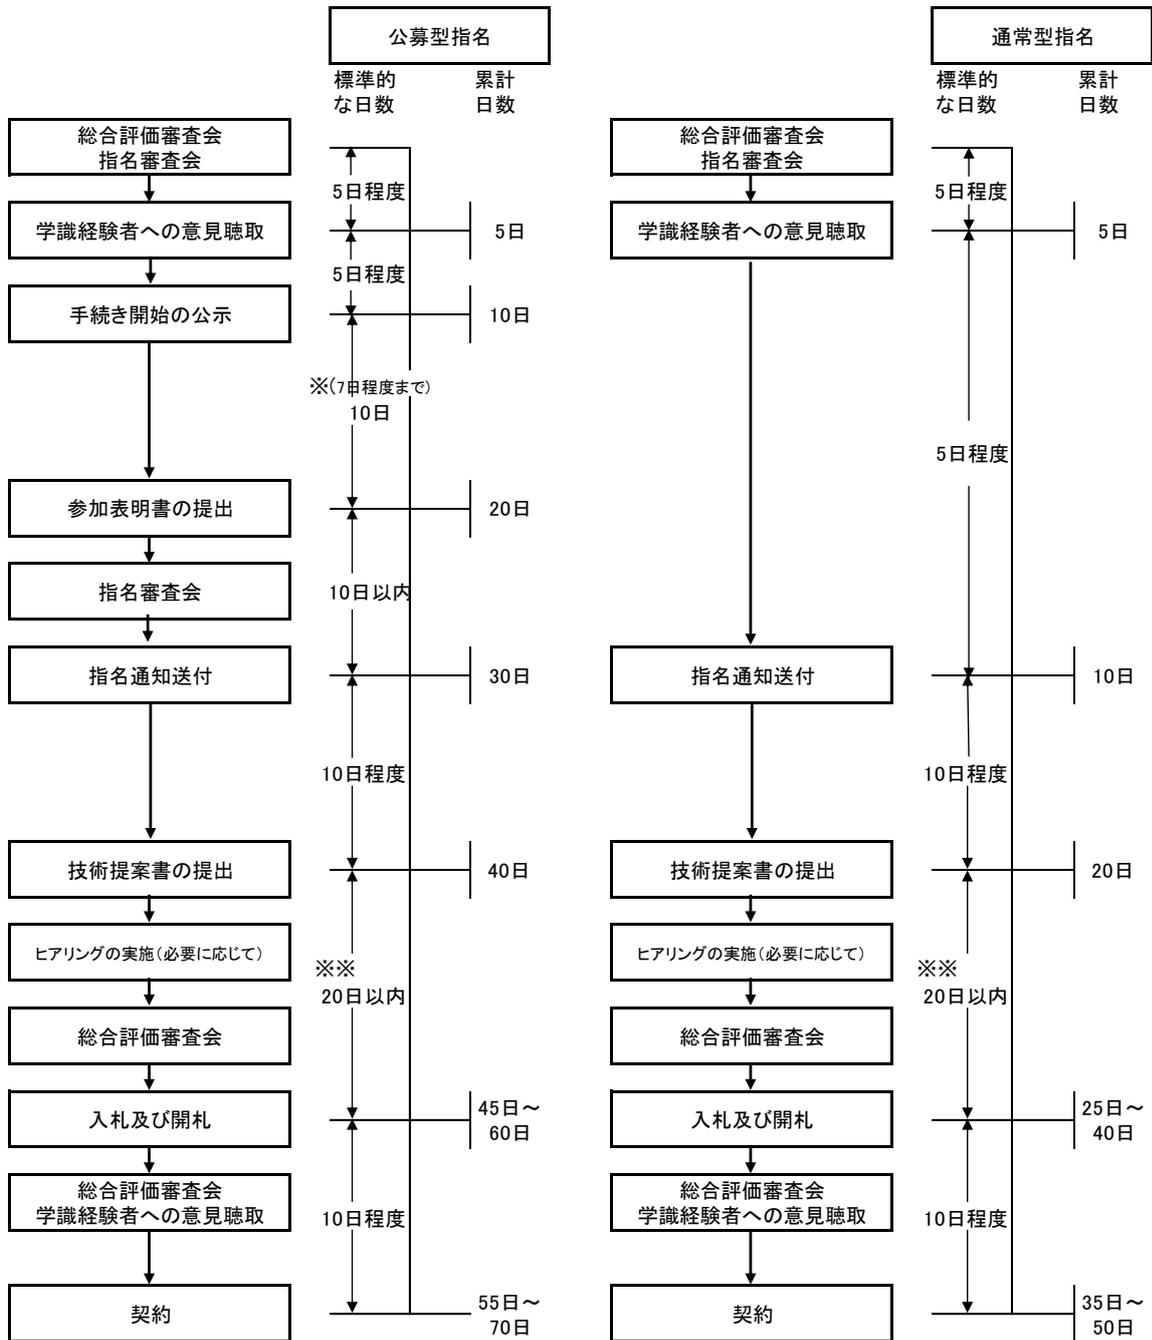 公募型指名
標準的
な日数
累計
日数
総合評価審査会
指名審査会
5日程度
学識経験者への意見聴取
5日
5日程度
手続き開始の公示
10日
※(7日程度まで)
10日
参加表明書の提出
20日
指名審査会
10日以内
指名通知送付
30日
10日程度
技術提案書の提出
40日
ヒアリングの実施(必要に応じて)
※※
20日以内
総合評価審査会
入札及び開札
45日～
60日
総合評価審査会
学識経験者への意見聴取
10日程度
契約
55日～
70日
通常型指名
標準的
な日数
累計
日数
総合評価審査会
指名審査会
5日程度
学識経験者への意見聴取
5日
5日程度
指名通知送付
10日
10日程度
技術提案書の提出
20日
ヒアリングの実施(必要に応じて)
※※
20日以内
総合評価審査会
入札及び開札
25日～
40日
総合評価審査会
学識経験者への意見聴取
10日程度
契約
35日～
50日